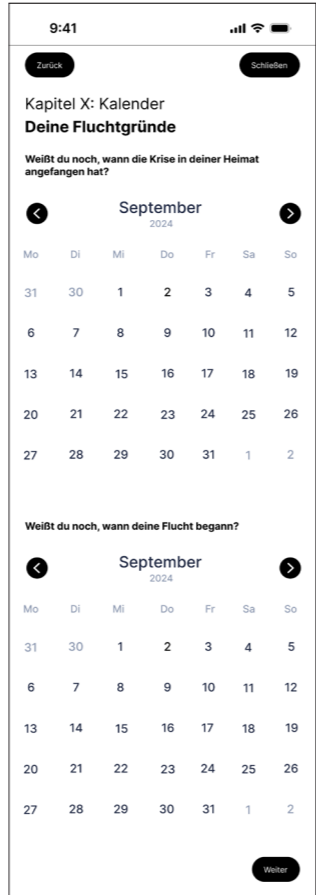 9:41
Zurück Schließen
Kapitel X: Kalender
Deine Fluchtgründe
Weißt du noch, wann die Krise in deiner Heimat
angefangen hat?
September
2024
Mo Di Mi Do Fr Sa So
31 30 1 2 3 4 5
6 7 8 9 10 11 12
13 14 15 16 17 18 19
20 21 22 23 24 25 26
27 28 29 30 31 1 2
Weißt du noch, wann deine Flucht begann?
September
2024
Mo Di Mi Do Fr Sa So
31 30 1 2 3 4 5
6 7 8 9 10 11 12
13 14 15 16 17 18 19
20 21 22 23 24 25 26
27 28 29 30 31 1 2
Weiter